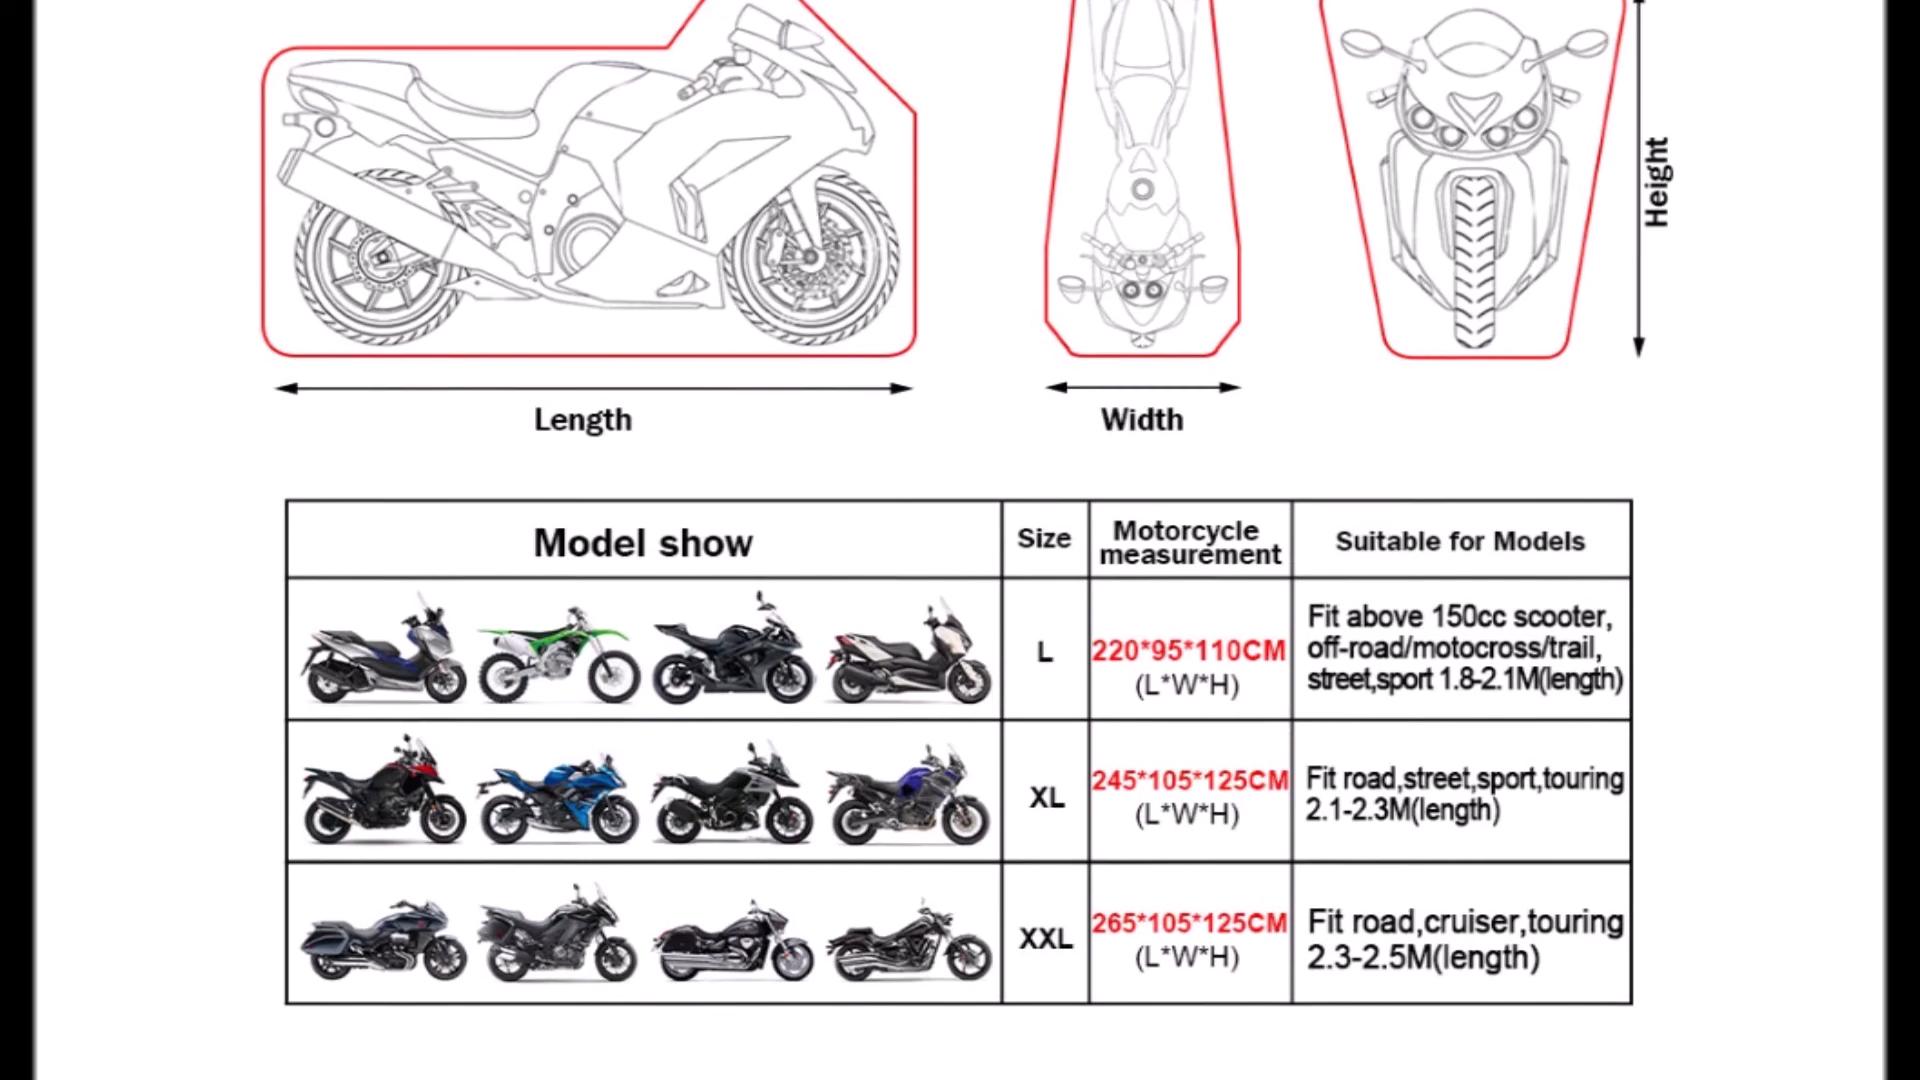 Height
Length
Width
Model show
Size
Motorcycle
measurement
Suitable for Models
L
220*95*110CM
(L*W*H)
Fit above 150cc scooter,
off-road/motocross/trail,
street,sport 1.8-2.1M(length)
XL
245*105*125CM
(L*W*H)
Fit road,street,sport,touring
2.1-2.3M(length)
XXL
265*105*125CM
(L*W*H)
Fit road,cruiser,touring
2.3-2.5M(length)